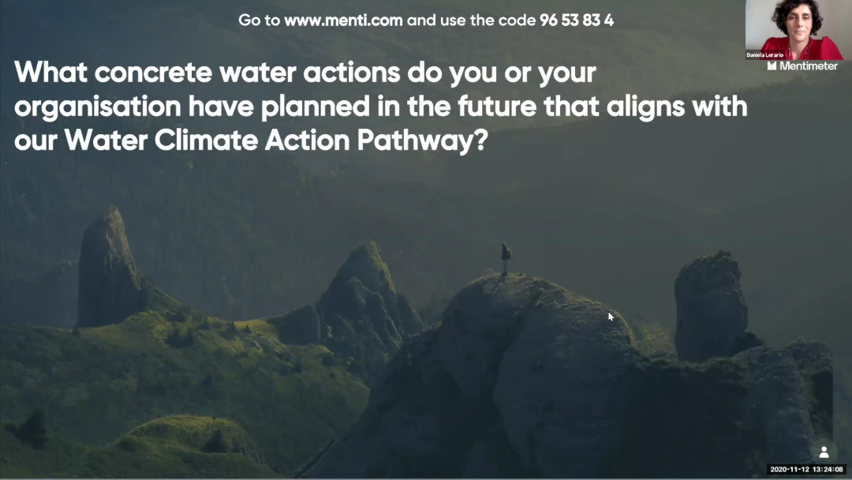 Go to www.menti.com and use the code 96 53 83 4
Daniela Lerario
Mentimeter
What concrete water actions do you or your
organisation have planned in the future that aligns with
our Water Climate Action Pathway?
2020-11-12 13:24:08